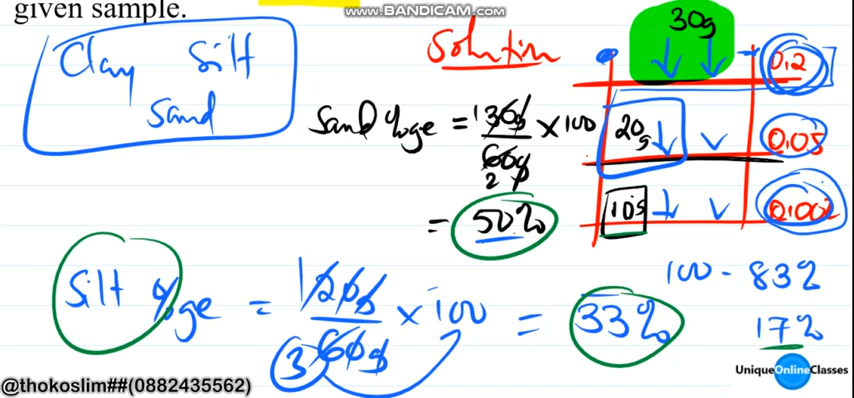 given sample.
www.BANDICAM.com
Clay Silt
Sand
Solution
30g
0.2
Sand %ge = 30g/60g × 100
20g
0.05
= 50%
10g
0.002
Silt %ge = 20g/60g × 100 = 33%
100 - 83%
17%
UniqueOnlineClasses
@thokoslim##(0882435562)